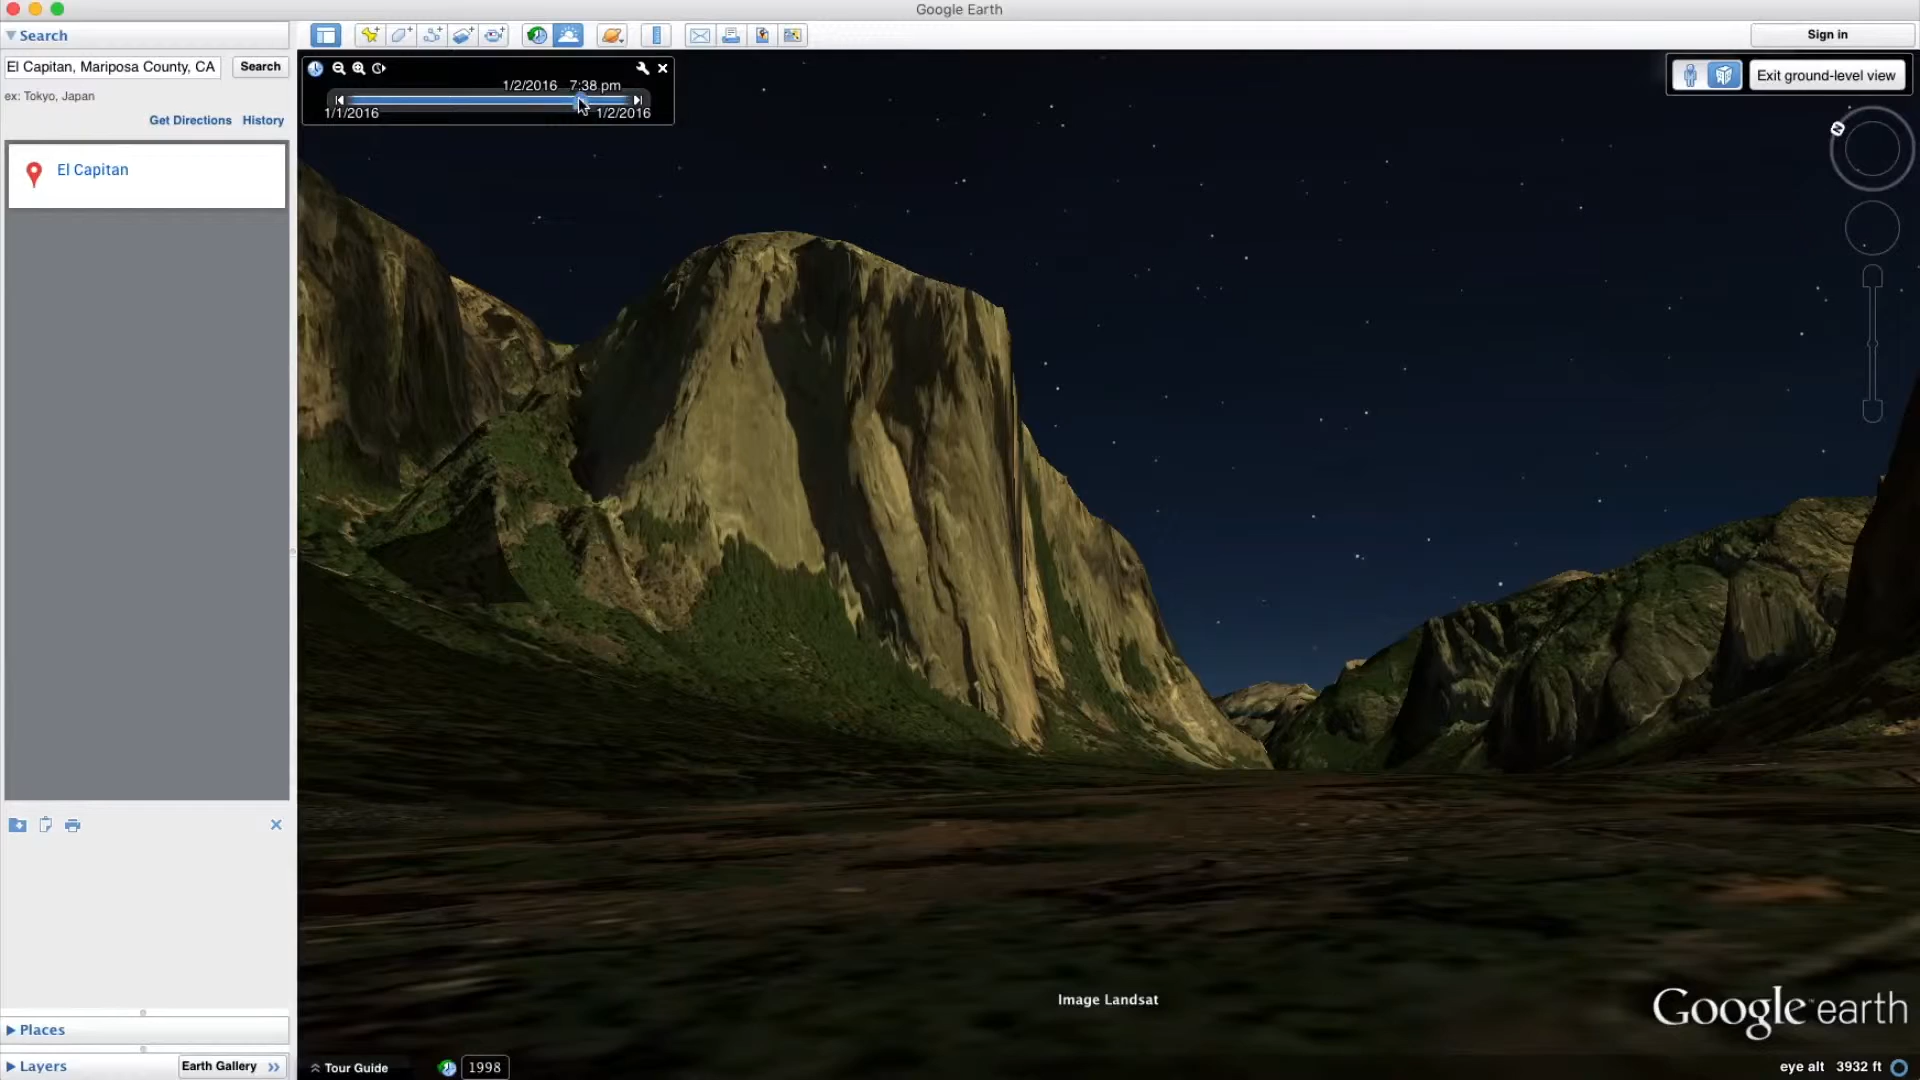 Google Earth
Search
Sign in
El Capitan, Mariposa County, CA
Search
ex: Tokyo, Japan
Get Directions
History
El Capitan
1/2/2016 7:38 pm
1/1/2016
1/2/2016
Exit ground-level view
N
Image Landsat
Google earth
Places
Layers
Earth Gallery >>
Tour Guide
1998
eye alt 3932 ft